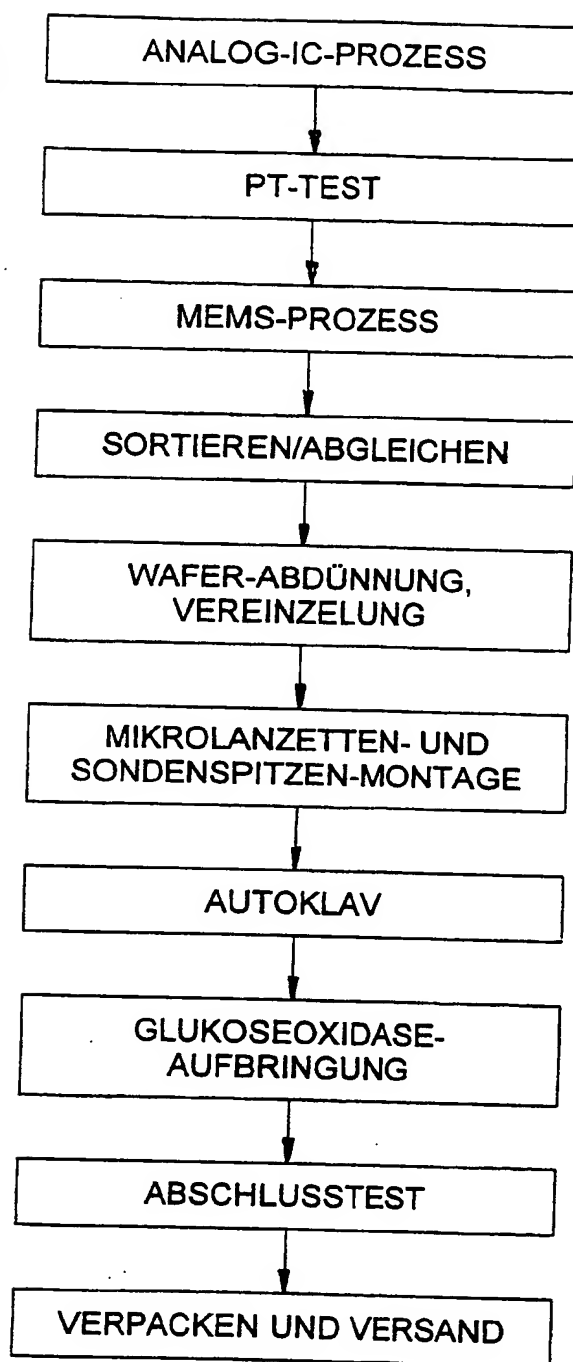 ANALOG-IC-PROZESS
PT-TEST
MEMS-PROZESS
SORTIEREN/ABGLEICHEN
WAFER-ABDÜNNUNG,
VEREINZELUNG
MIKROLANZETTEN- UND
SONDENSPITZEN-MONTAGE
AUTOKLAV
GLUKOSEOXIDASE-
AUFBRINGUNG
ABSCHLUSSTEST
VERPACKEN UND VERSAND